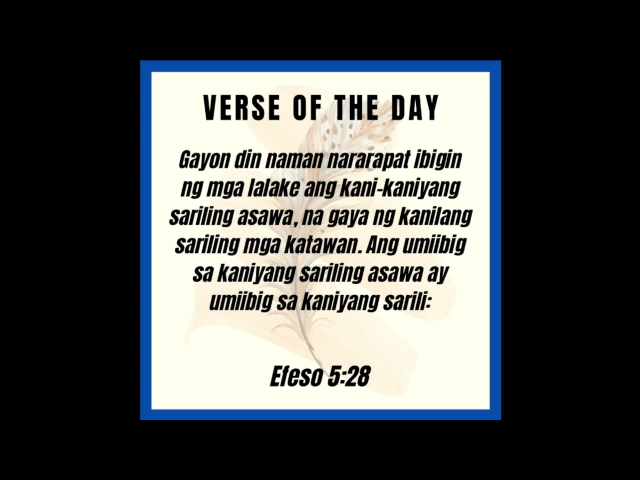 VERSE OF THE DAY
Gayon din naman nararapat ibigin
ng mga lalake ang kani-kaniyang
sariling asawa, na gaya ng kanilang
sariling mga katawan. Ang umiibig
sa kaniyang sariling asawa ay
umiibig sa kaniyang sarili:
Efeso 5:28